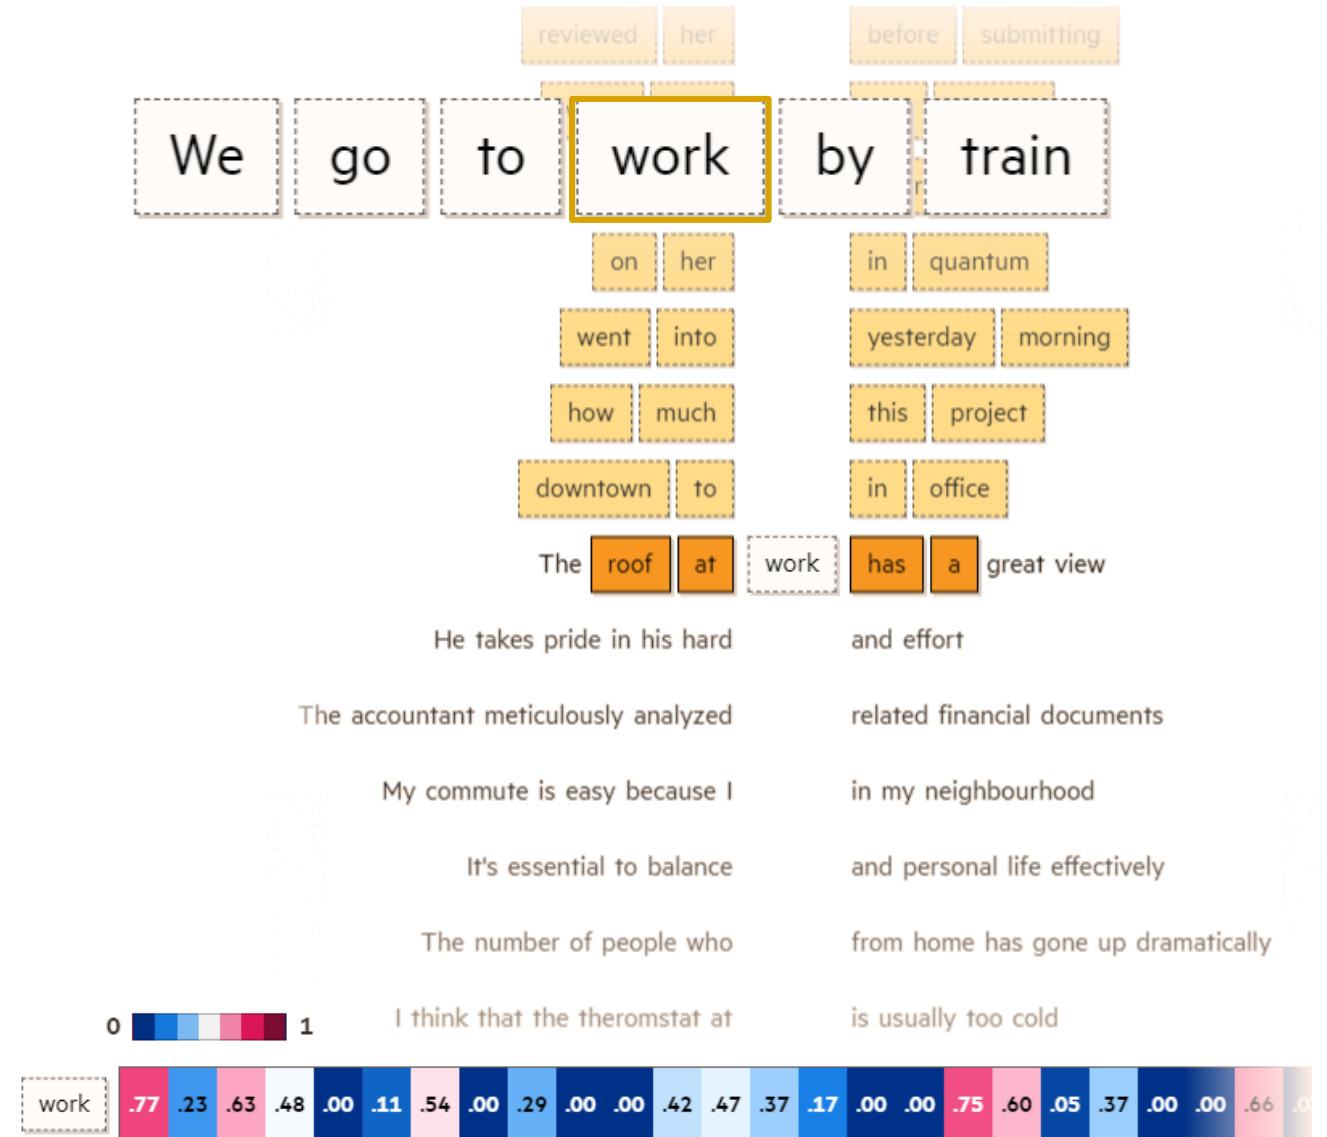 reviewed her before submitting
We go to work by train
on her in quantum
went into yesterday morning
how much this project
downtown to in office
The roof at work has a great view
He takes pride in his hard and effort
The accountant meticulously analyzed related financial documents
My commute is easy because I in my neighbourhood
It's essential to balance and personal life effectively
The number of people who from home has gone up dramatically
I think that the theromstat at is usually too cold
0 1
work .77 .23 .63 .48 .00 .11 .54 .00 .29 .00 .00 .42 .47 .37 .17 .00 .00 .75 .60 .05 .37 .00 .00 .66